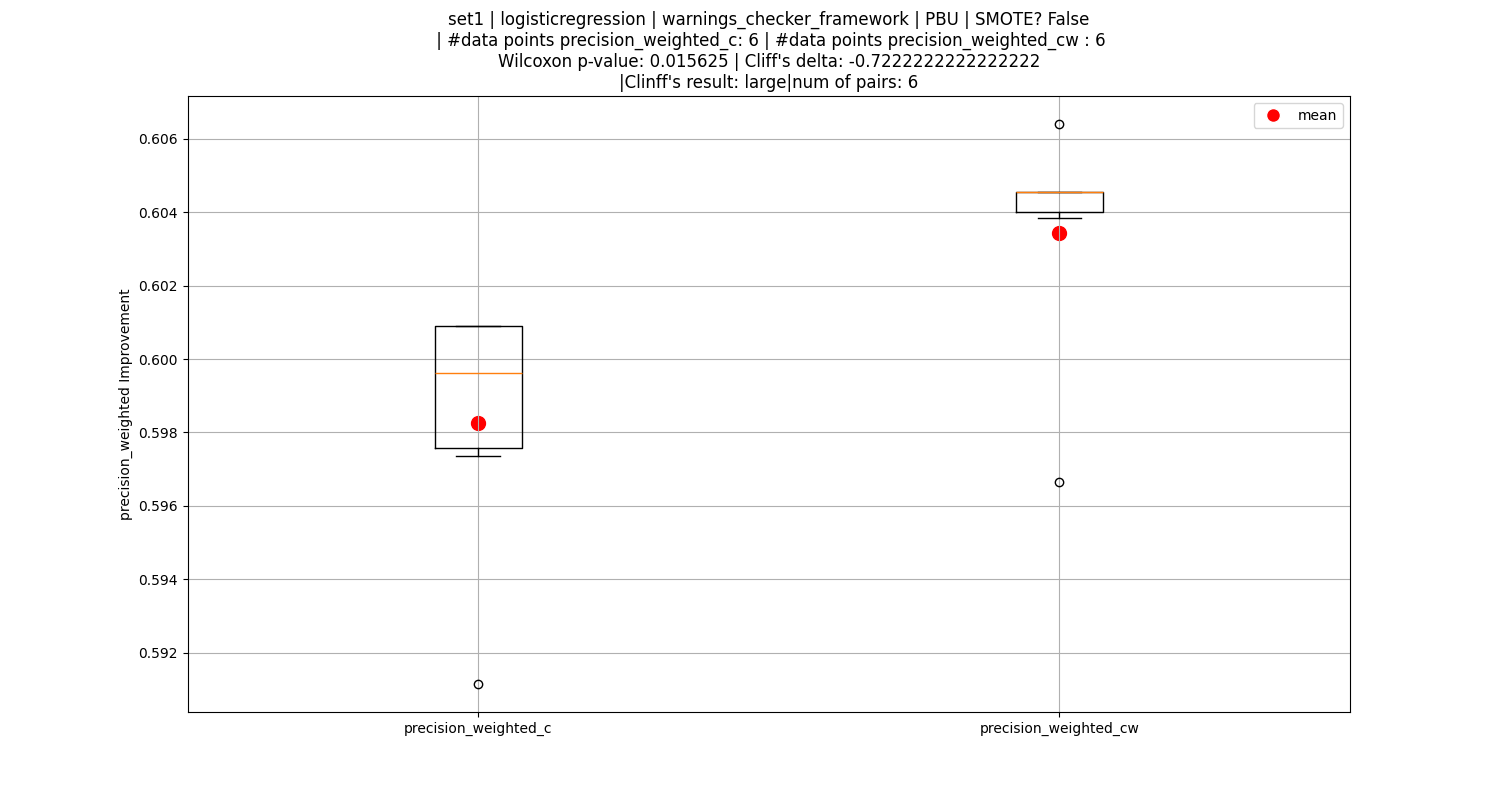 set1 | logisticregression | warnings_checker_framework | PBU | SMOTE? False
| #data points precision_weighted_c: 6 | #data points precision_weighted_cw : 6
Wilcoxon p-value: 0.015625 | Cliff's delta: -0.7222222222222222
|Clinff's result: large|num of pairs: 6
mean
0.606
0.604
0.602
0.600
0.598
0.596
0.594
0.592
precision_weighted Improvement
precision_weighted_c
precision_weighted_cw